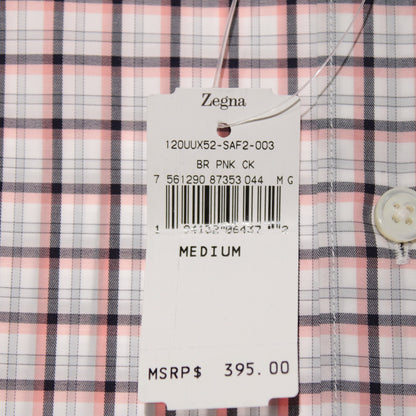 Zegna
120UUX52-SAF2-003
BR PNK CK
7 561290 87353 044 M G
MEDIUM
MSRP$ 395.00